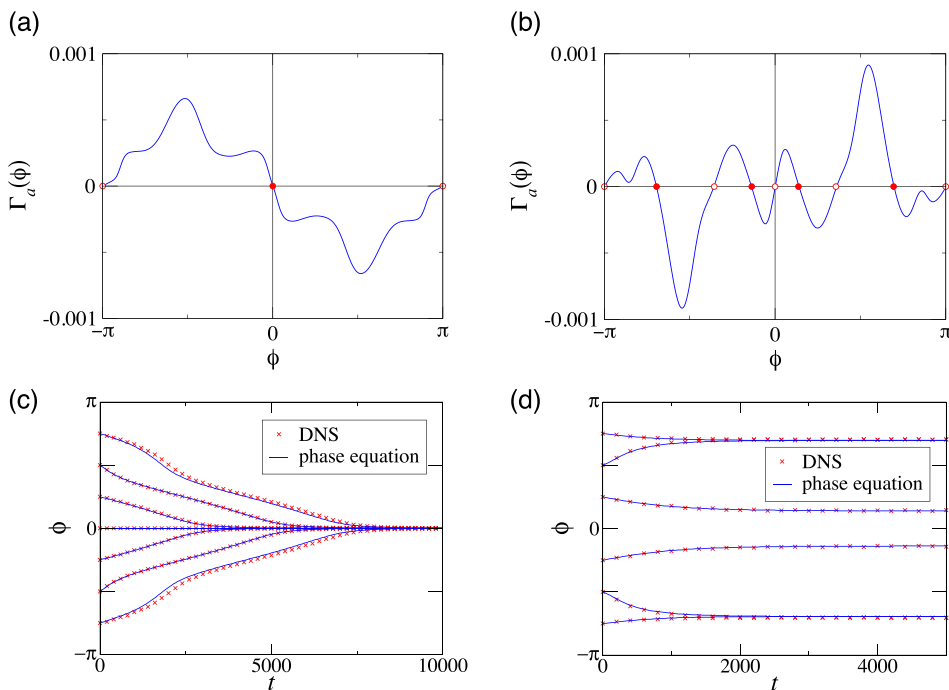 (a)
(b)
0.001
0
-0.001
Γa(ϕ)
−π
0
π
ϕ
0.001
0
-0.001
Γa(ϕ)
−π
0
π
ϕ
(c)
(d)
π
0
−π
ϕ
DNS
phase equation
0
5000
10000
t
π
0
−π
ϕ
DNS
phase equation
0
2000
4000
t